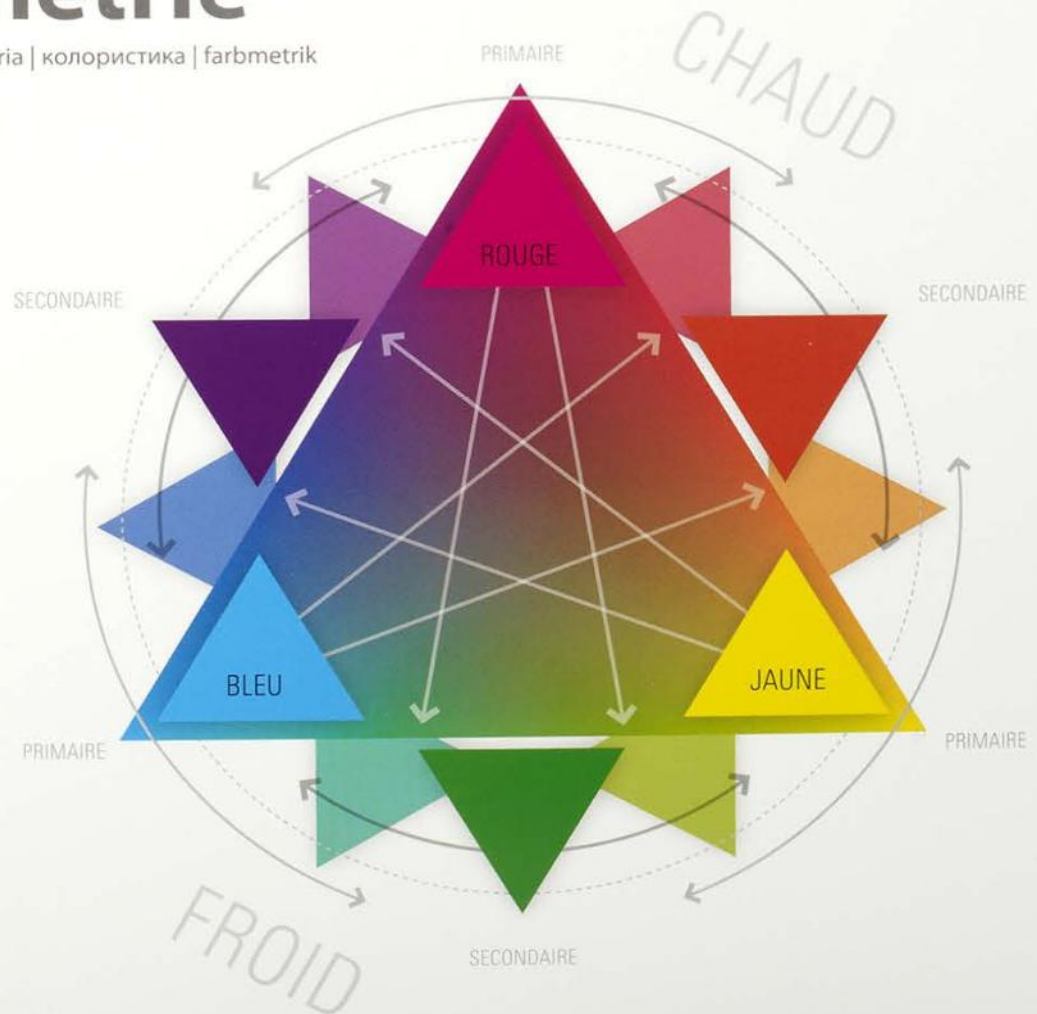 ria | колористика | farbmetrik
PRIMAIRE
CHAUD
ROUGE
SECONDAIRE
SECONDAIRE
BLEU
JAUNE
PRIMAIRE
PRIMAIRE
FROID
SECONDAIRE